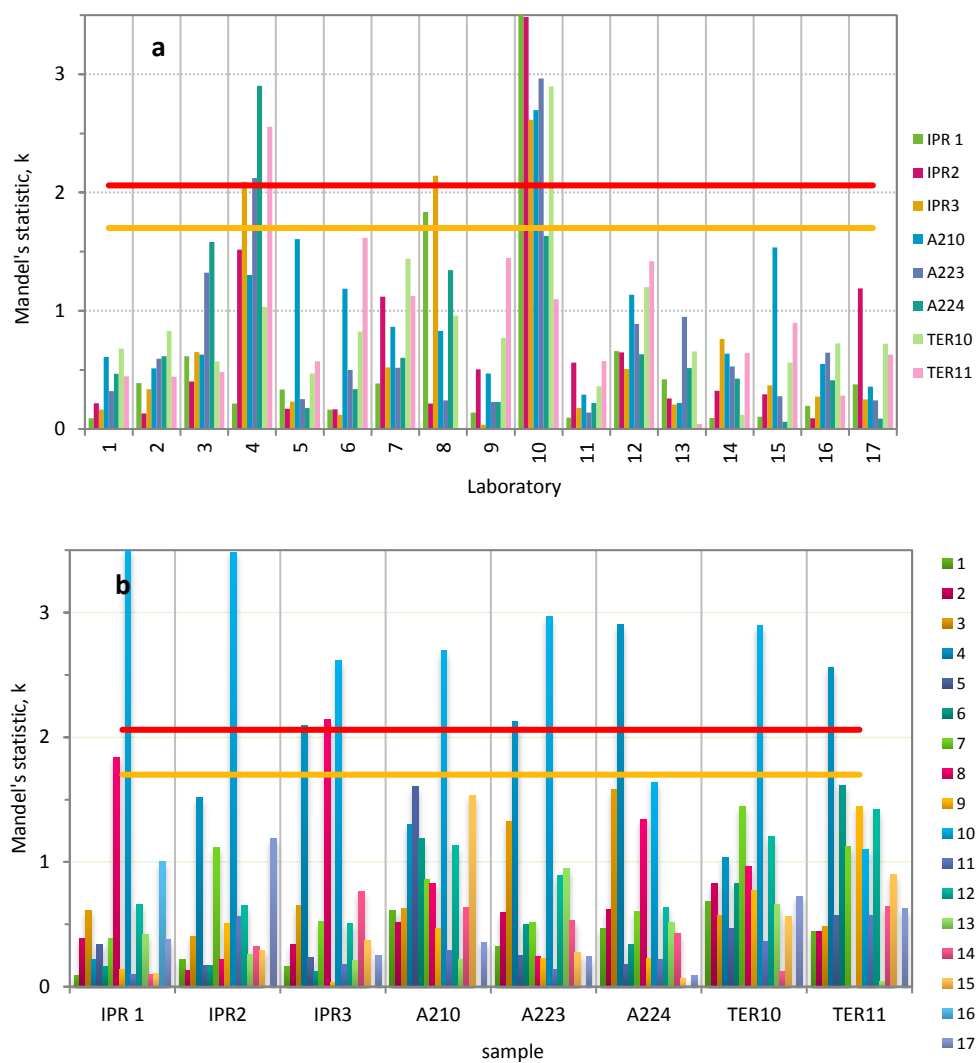 a
3
2
1
0
Mandel's statistic, k
1 2 3 4 5 6 7 8 9 10 11 12 13 14 15 16 17
Laboratory
IPR 1
IPR2
IPR3
A210
A223
A224
TER10
TER11
b
3
2
1
0
Mandel's statistic, k
IPR 1 IPR2 IPR3 A210 A223 A224 TER10 TER11
sample
1
2
3
4
5
6
7
8
9
10
11
12
13
14
15
16
17